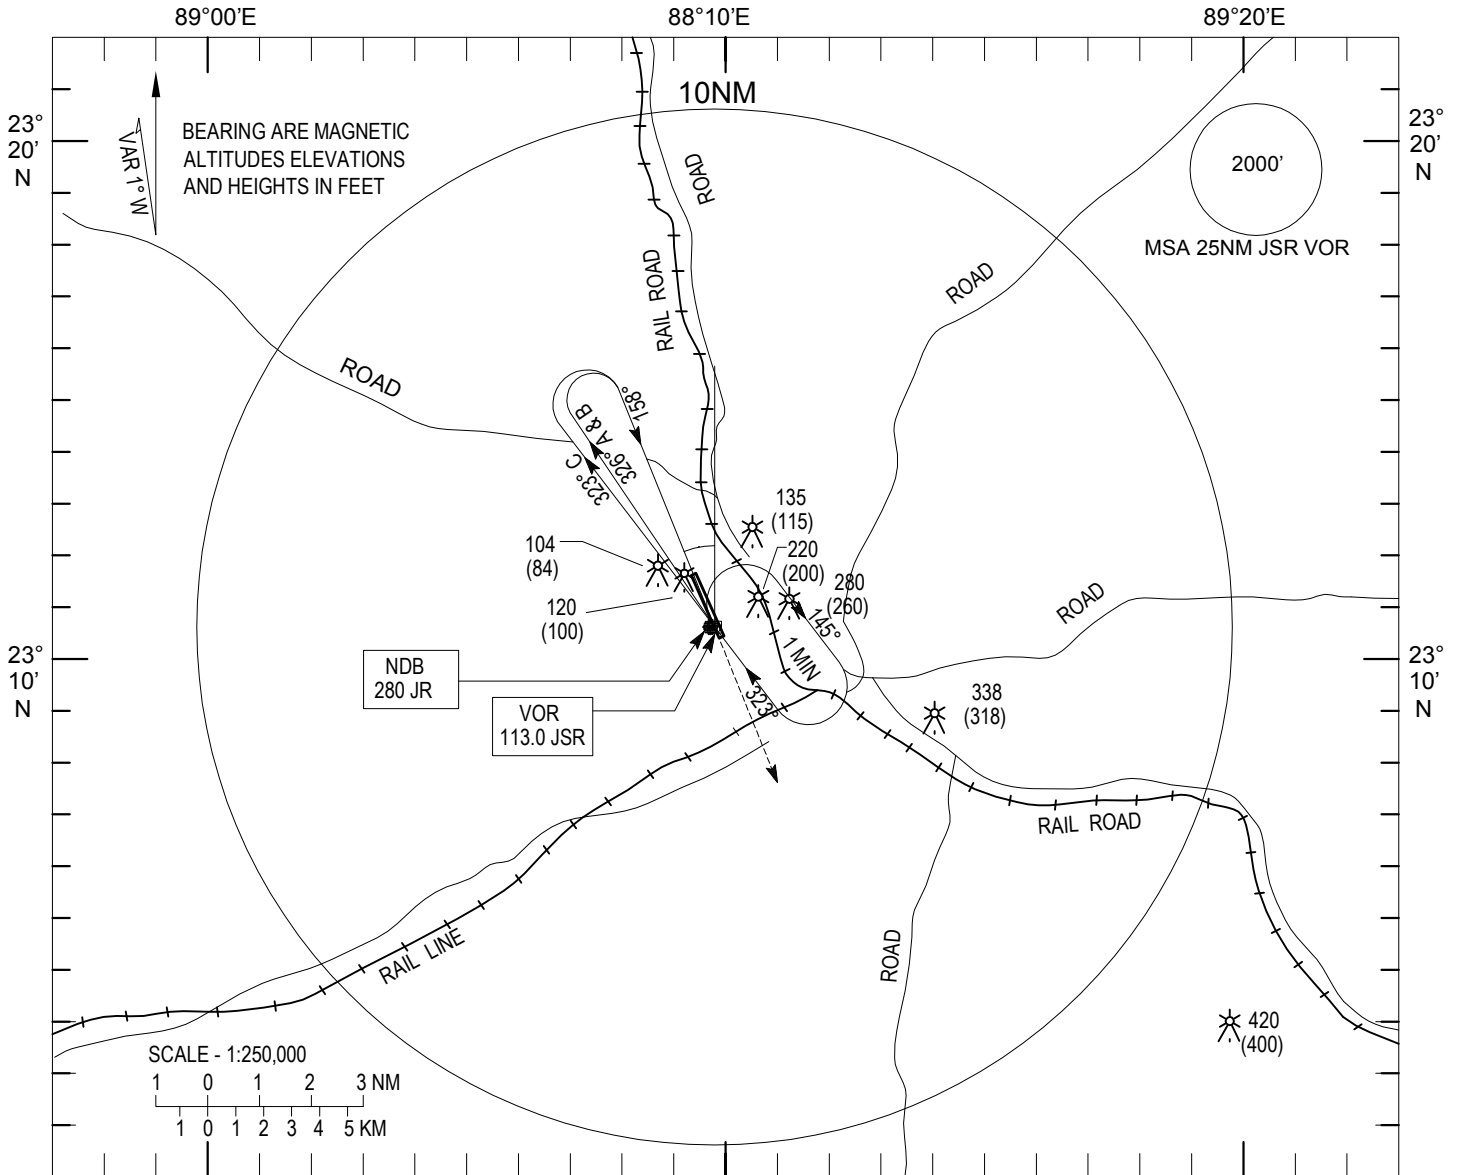 89°00'E
88°10'E
89°20'E
10NM
23°
20'
N
VAR 1° W
BEARING ARE MAGNETIC
ALTITUDES ELEVATIONS
AND HEIGHTS IN FEET
23°
20'
N
2000'
MSA 25NM JSR VOR
ROAD
RAIL ROAD
ROAD
ROAD
158°
326° A & B
323° C
135
(115)
104
(84)
220
(200)
280
(260)
120
(100)
145°
1 MIN
323°
ROAD
NDB
280 JR
VOR
113.0 JSR
23°
10'
N
23°
10'
N
338
(318)
RAIL ROAD
RAIL LINE
ROAD
420
(400)
SCALE - 1:250,000
1 0 1 2 3 NM
1 0 1 2 3 4 5 KM